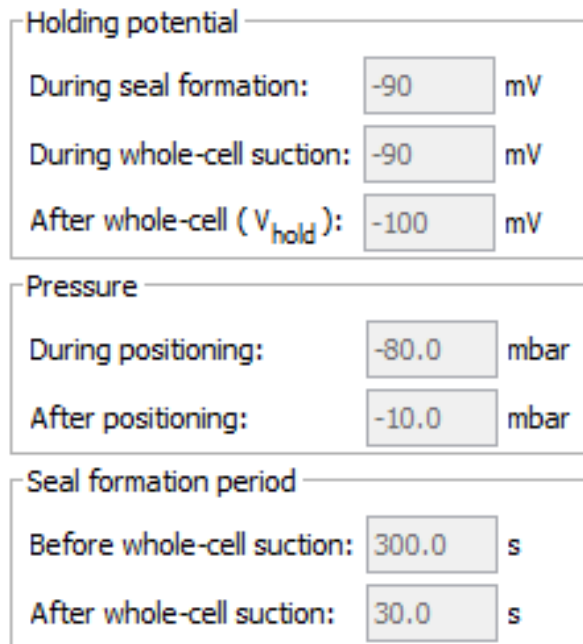 Holding potential
During seal formation: -90 mV
During whole-cell suction: -90 mV
After whole-cell ( Vhold ): -100 mV
Pressure
During positioning: -80.0 mbar
After positioning: -10.0 mbar
Seal formation period
Before whole-cell suction: 300.0 s
After whole-cell suction: 30.0 s